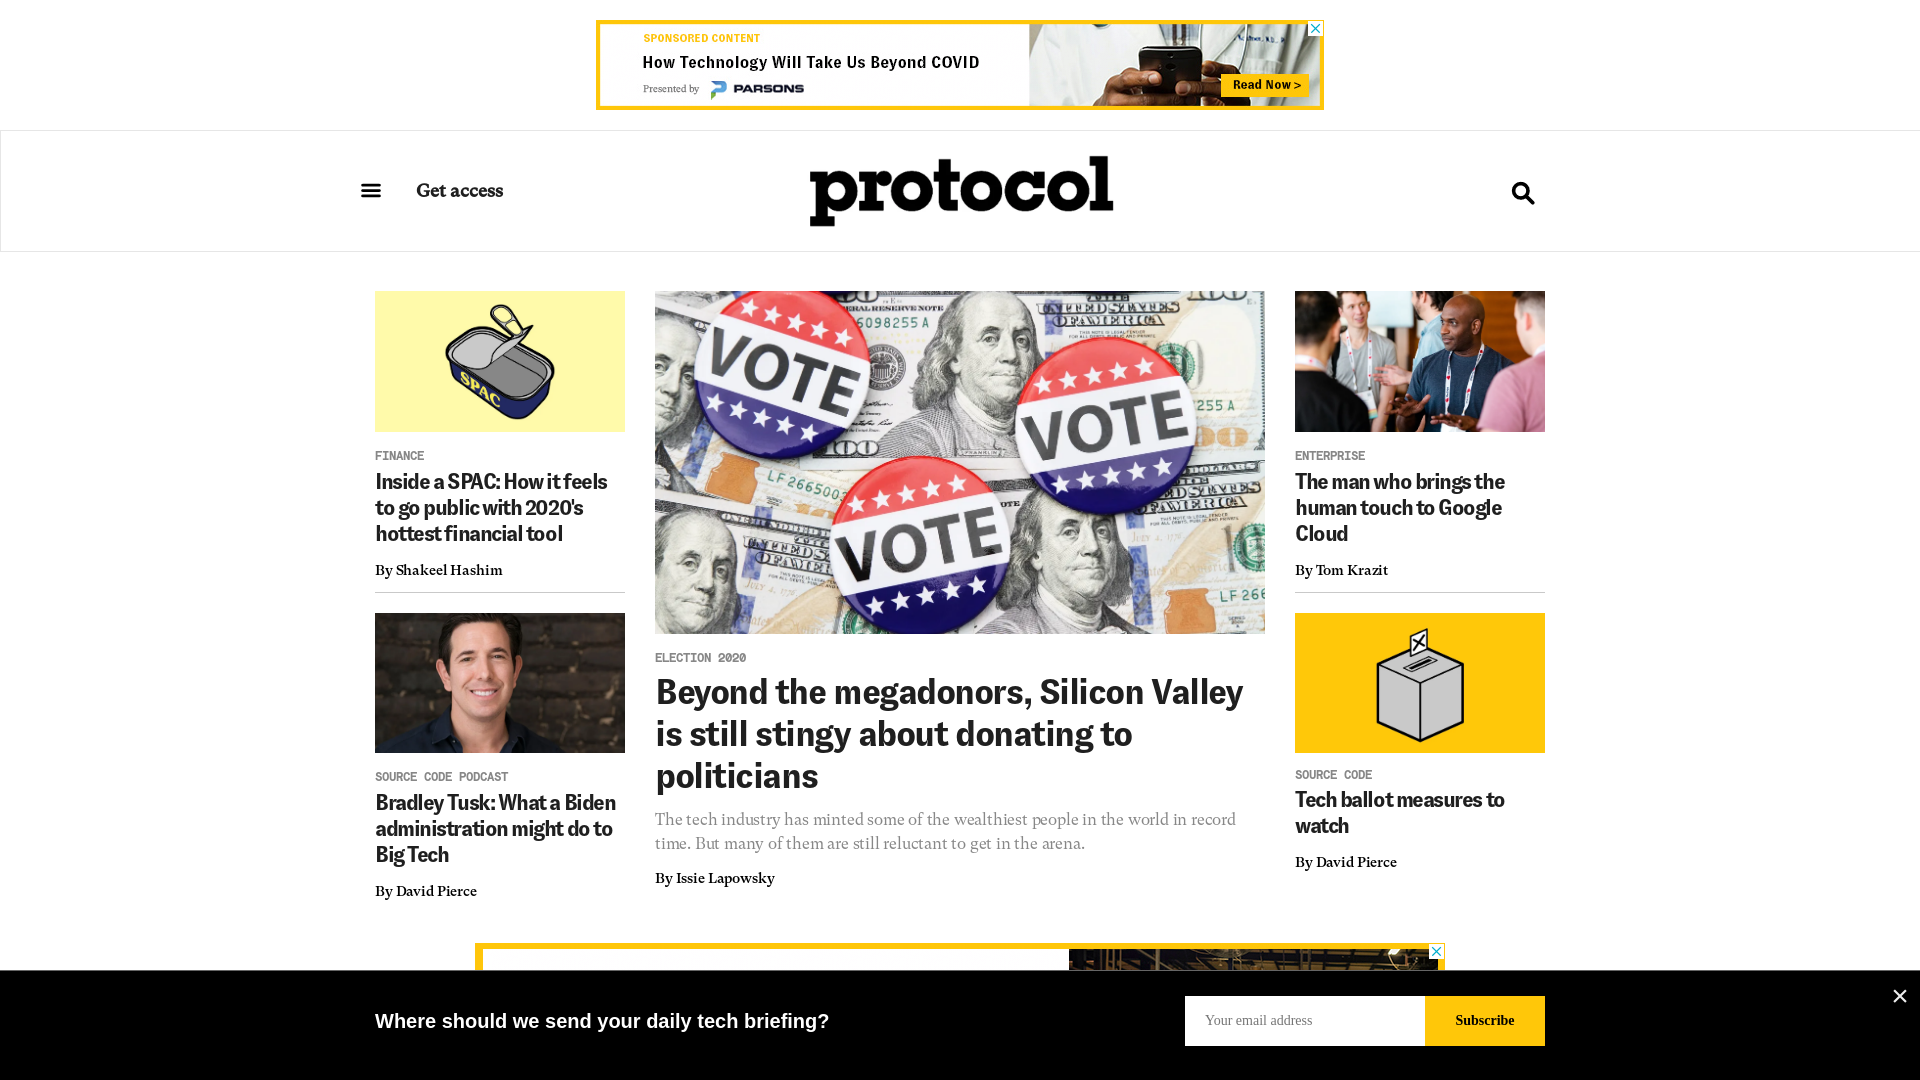 SPONSORED CONTENT
How Technology Will Take Us Beyond COVID
Presented by PARSONS
Read Now >
Get access
protocol
SPAC
FINANCE
Inside a SPAC: How it feels
to go public with 2020's
hottest financial tool
By Shakeel Hashim
SOURCE CODE PODCAST
Bradley Tusk: What a Biden
administration might do to
Big Tech
By David Pierce
VOTE
VOTE
VOTE
ELECTION 2020
Beyond the megadonors, Silicon Valley
is still stingy about donating to
politicians
The tech industry has minted some of the wealthiest people in the world in record
time. But many of them are still reluctant to get in the arena.
By Issie Lapowsky
ENTERPRISE
The man who brings the
human touch to Google
Cloud
By Tom Krazit
SOURCE CODE
Tech ballot measures to
watch
By David Pierce
Where should we send your daily tech briefing?
Your email address
Subscribe